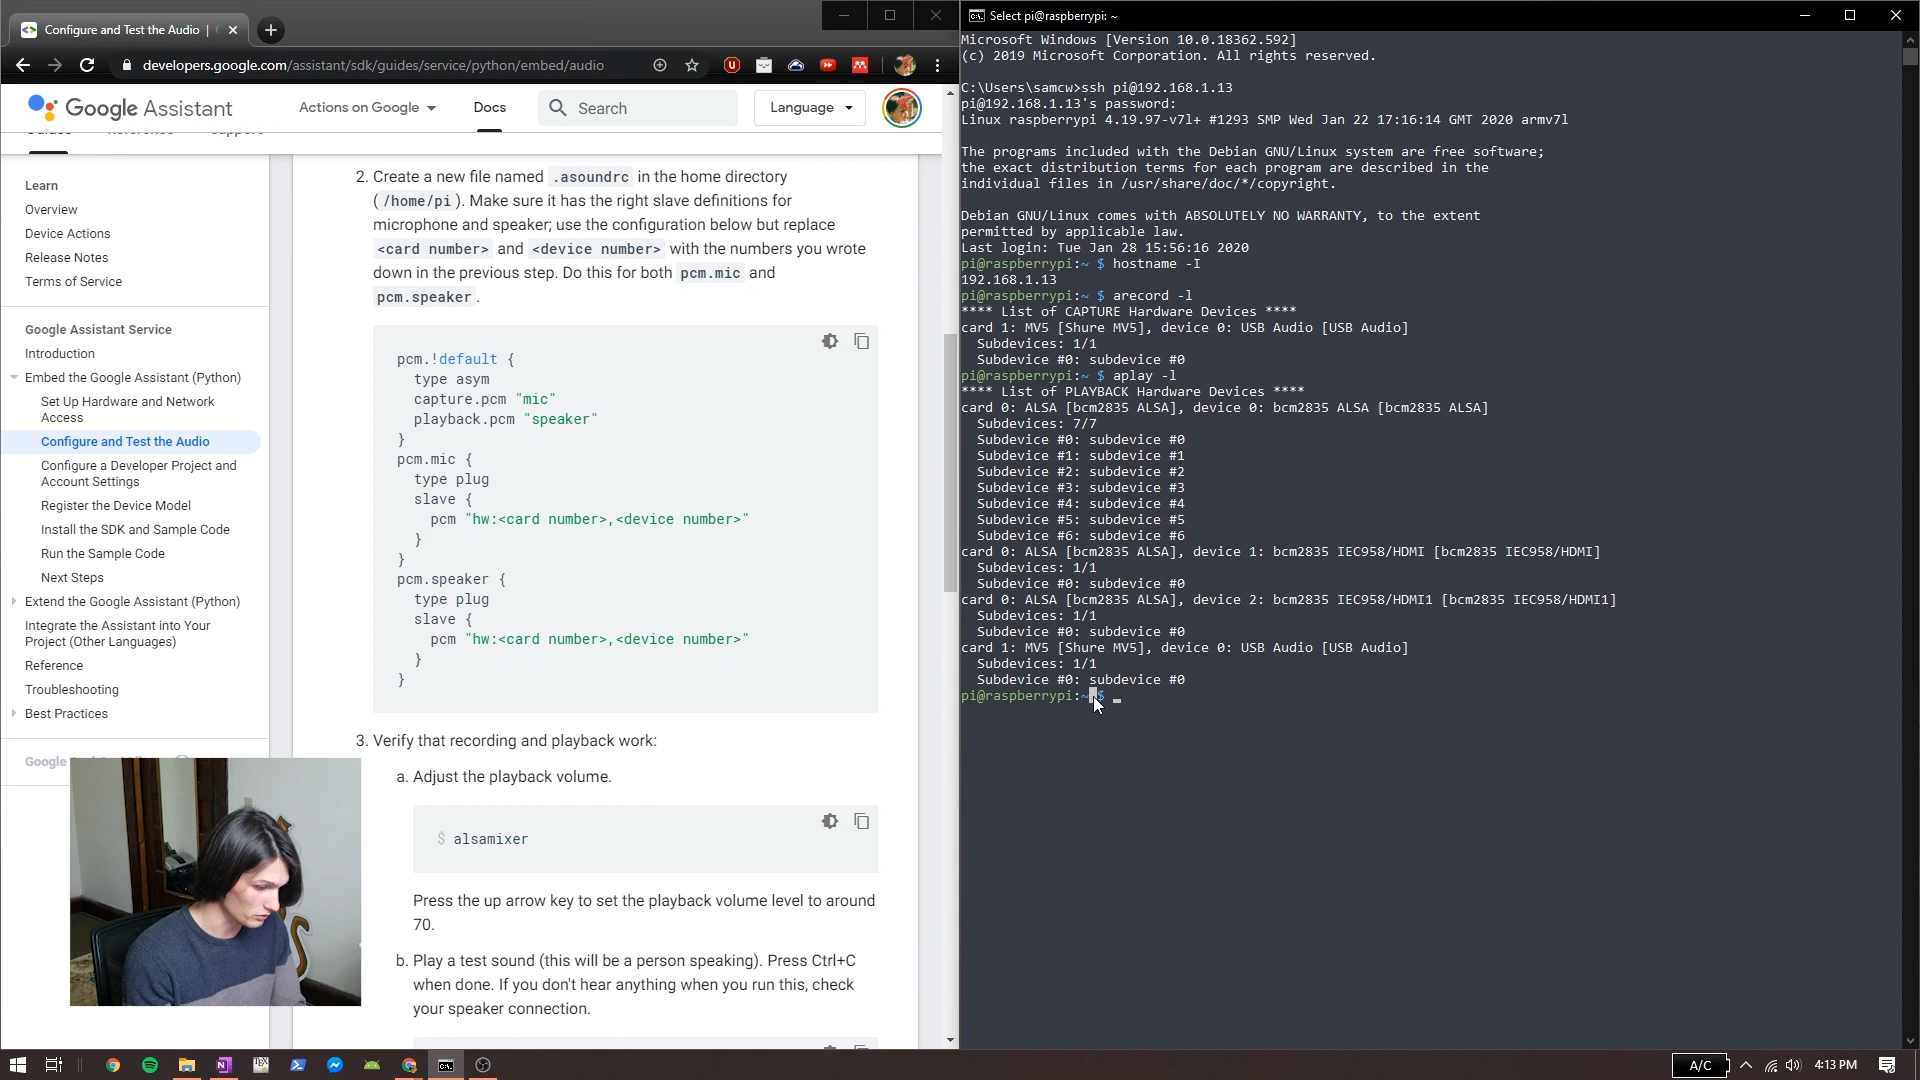 Configure and Test the Audio |
developers.google.com/assistant/sdk/guides/service/python/embed/audio
Google Assistant
Actions on Google
Docs
Search
Language
Guides
Reference
Support
Learn
Overview
Device Actions
Release Notes
Terms of Service
Google Assistant Service
Introduction
Embed the Google Assistant (Python)
Set Up Hardware and Network
Access
Configure and Test the Audio
Configure a Developer Project and
Account Settings
Register the Device Model
Install the SDK and Sample Code
Run the Sample Code
Next Steps
Extend the Google Assistant (Python)
Integrate the Assistant into Your
Project (Other Languages)
Reference
Troubleshooting
Best Practices
Google
2. Create a new file named .asoundrc in the home directory
( /home/pi ). Make sure it has the right slave definitions for
microphone and speaker; use the configuration below but replace
<card number> and <device number> with the numbers you wrote
down in the previous step. Do this for both pcm.mic and
pcm.speaker .
pcm.!default {
type asym
capture.pcm "mic"
playback.pcm "speaker"
}
pcm.mic {
type plug
slave {
pcm "hw:<card number>,<device number>"
}
}
pcm.speaker {
type plug
slave {
pcm "hw:<card number>,<device number>"
}
}
3. Verify that recording and playback work:
a. Adjust the playback volume.
$ alsamixer
Press the up arrow key to set the playback volume level to around
70.
b. Play a test sound (this will be a person speaking). Press Ctrl+C
when done. If you don't hear anything when you run this, check
your speaker connection.
Select pi@raspberrypi: ~
Microsoft Windows [Version 10.0.18362.592]
(c) 2019 Microsoft Corporation. All rights reserved.
C:\Users\samcw>ssh pi@192.168.1.13
pi@192.168.1.13's password:
Linux raspberrypi 4.19.97-v7l+ #1293 SMP Wed Jan 22 17:16:14 GMT 2020 armv7l
The programs included with the Debian GNU/Linux system are free software;
the exact distribution terms for each program are described in the
individual files in /usr/share/doc/*/copyright.
Debian GNU/Linux comes with ABSOLUTELY NO WARRANTY, to the extent
permitted by applicable law.
Last login: Tue Jan 28 15:56:16 2020
pi@raspberrypi:~ $ hostname -I
192.168.1.13
pi@raspberrypi:~ $ arecord -l
**** List of CAPTURE Hardware Devices ****
card 1: MV5 [Shure MV5], device 0: USB Audio [USB Audio]
Subdevices: 1/1
Subdevice #0: subdevice #0
pi@raspberrypi:~ $ aplay -l
**** List of PLAYBACK Hardware Devices ****
card 0: ALSA [bcm2835 ALSA], device 0: bcm2835 ALSA [bcm2835 ALSA]
Subdevices: 7/7
Subdevice #0: subdevice #0
Subdevice #1: subdevice #1
Subdevice #2: subdevice #2
Subdevice #3: subdevice #3
Subdevice #4: subdevice #4
Subdevice #5: subdevice #5
Subdevice #6: subdevice #6
card 0: ALSA [bcm2835 ALSA], device 1: bcm2835 IEC958/HDMI [bcm2835 IEC958/HDMI]
Subdevices: 1/1
Subdevice #0: subdevice #0
card 0: ALSA [bcm2835 ALSA], device 2: bcm2835 IEC958/HDMI1 [bcm2835 IEC958/HDMI1]
Subdevices: 1/1
Subdevice #0: subdevice #0
card 1: MV5 [Shure MV5], device 0: USB Audio [USB Audio]
Subdevices: 1/1
Subdevice #0: subdevice #0
pi@raspberrypi:~ $
A/C
4:13 PM